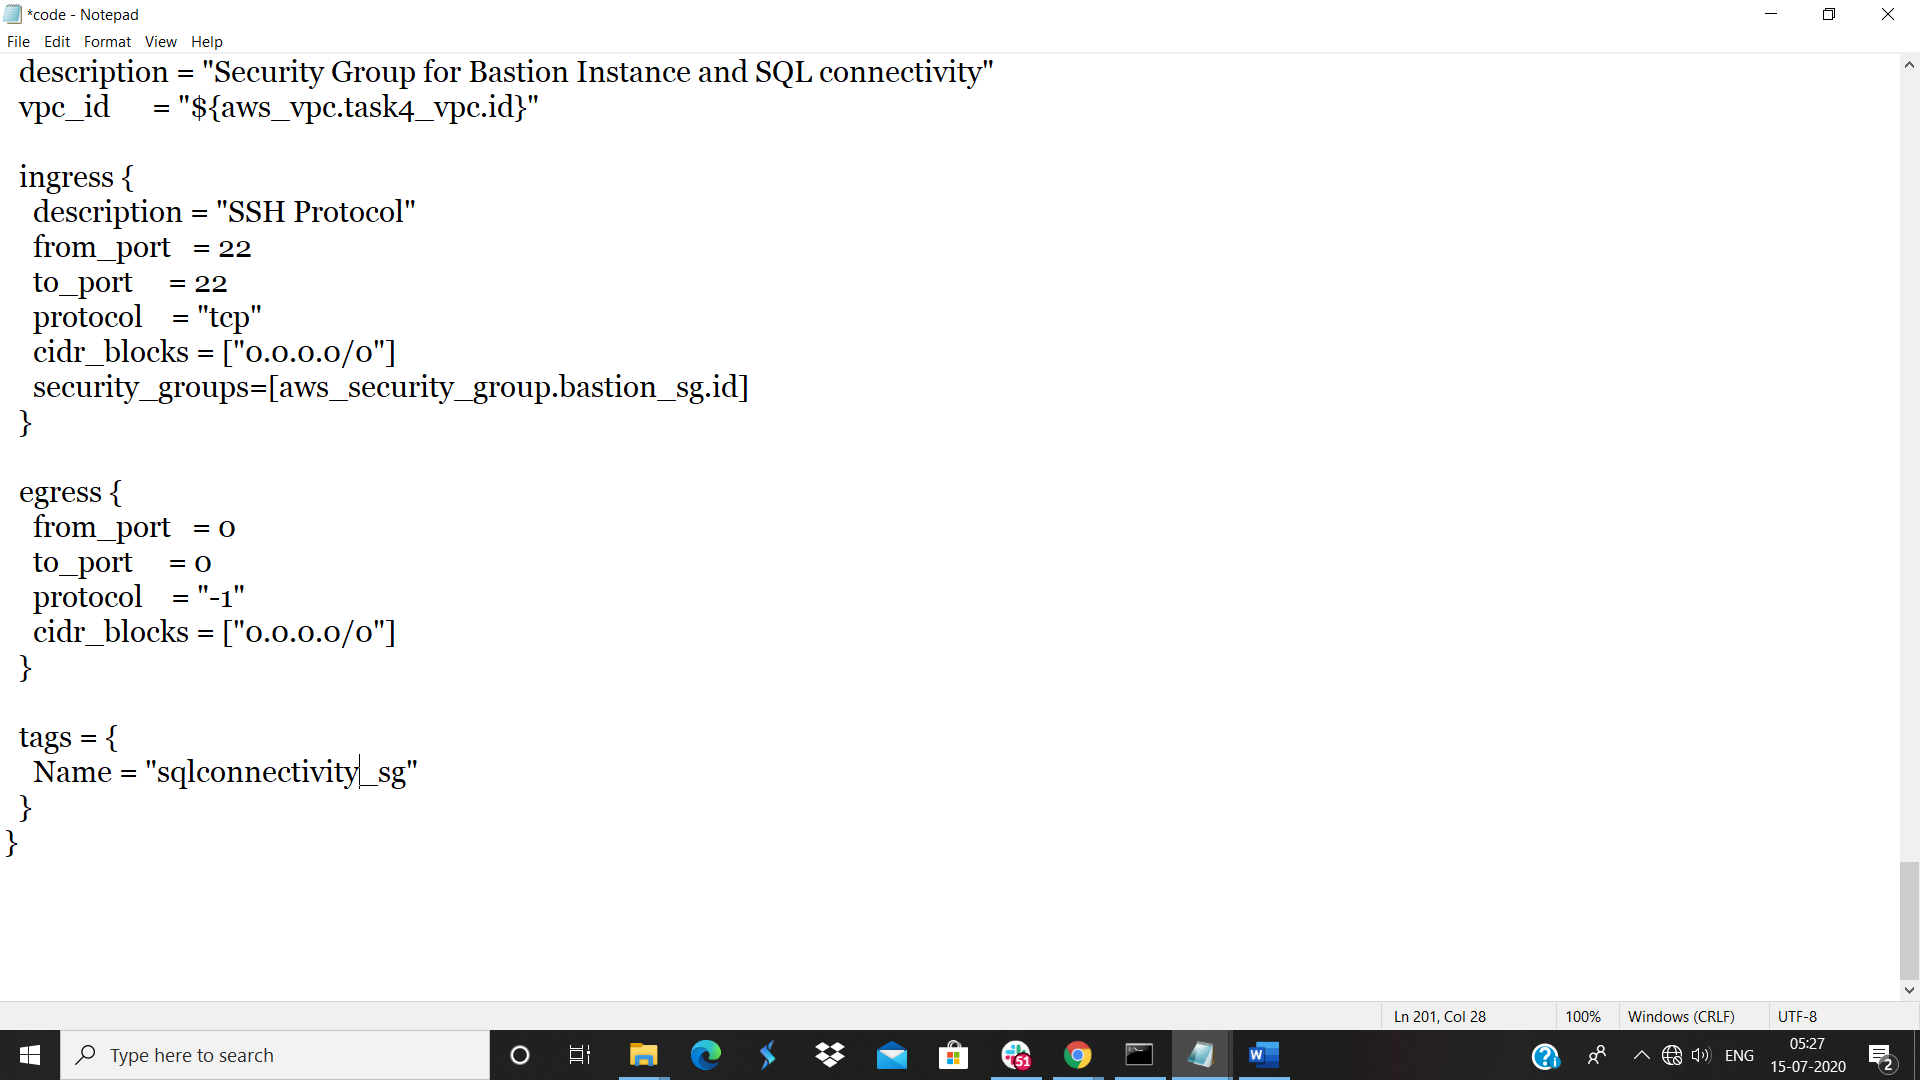 *code - Notepad
File Edit Format View Help
description = "Security Group for Bastion Instance and SQL connectivity"
vpc_id = "${aws_vpc.task4_vpc.id}"
ingress {
description = "SSH Protocol"
from_port = 22
to_port = 22
protocol = "tcp"
cidr_blocks = ["0.0.0.0/0"]
security_groups=[aws_security_group.bastion_sg.id]
}
egress {
from_port = 0
to_port = 0
protocol = "-1"
cidr_blocks = ["0.0.0.0/0"]
}
tags = {
Name = "sqlconnectivity_sg"
}
}
Ln 201, Col 28 100% Windows (CRLF) UTF-8
Type here to search 51 W ENG 05:27
15-07-2020 2